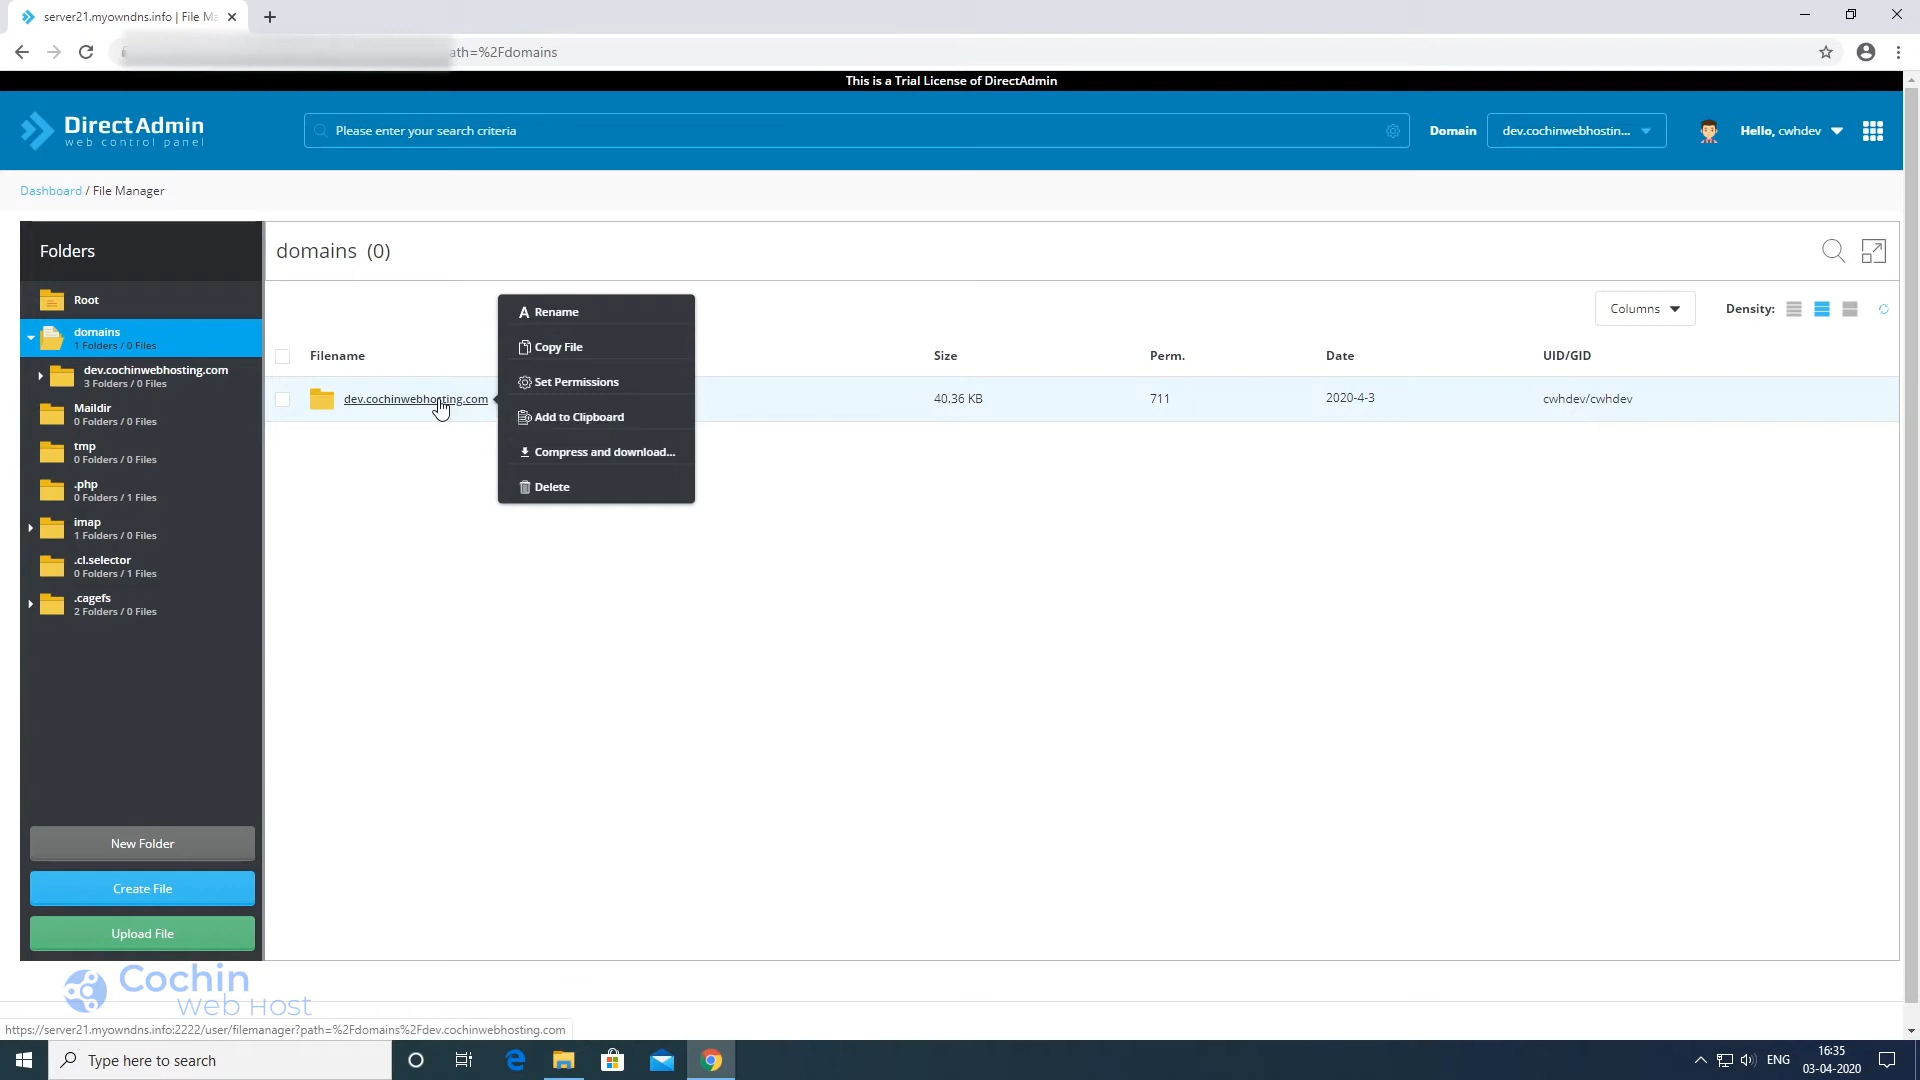 server21.myowndns.info | File Ma
ath=%2Fdomains
This is a Trial License of DirectAdmin
DirectAdmin
web control panel
Please enter your search criteria
Domain
dev.cochinwebhostin...
Hello, cwhdev
Dashboard / File Manager
Folders
domains (0)
Root
domains
1 Folders / 0 Files
dev.cochinwebhosting.com
3 Folders / 0 Files
Maildir
0 Folders / 0 Files
tmp
0 Folders / 0 Files
.php
0 Folders / 1 Files
imap
1 Folders / 0 Files
.cl.selector
0 Folders / 1 Files
.cagefs
2 Folders / 0 Files
New Folder
Create File
Upload File
Columns
Density:
Filename
Size
Perm.
Date
UID/GID
dev.cochinwebhosting.com
40.36 KB
711
2020-4-3
cwhdev/cwhdev
Rename
Copy File
Set Permissions
Add to Clipboard
Compress and download...
Delete
Cochin
Web Host
https://server21.myowndns.info:2222/user/filemanager?path=%2Fdomains%2Fdev.cochinwebhosting.com
Type here to search
ENG
16:35
03-04-2020